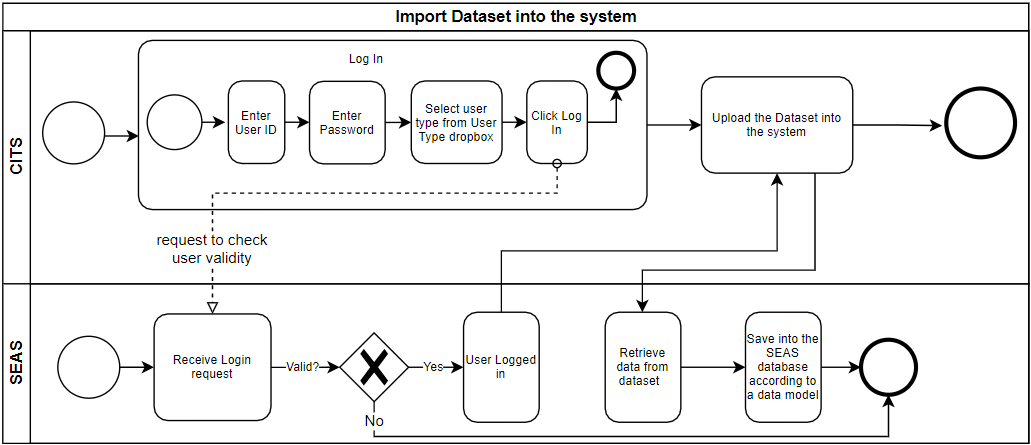 Import Dataset into the system
CITS
Log In
Enter
User ID
Enter
Password
Select user
type from User
Type dropbox
Click Log
In
Upload the Dataset into
the system
request to check
user validity
SEAS
Receive Login
request
Valid?
Yes
No
User Logged
in
Retrieve
data from
dataset
Save into the
SEAS
database
according to
a data model